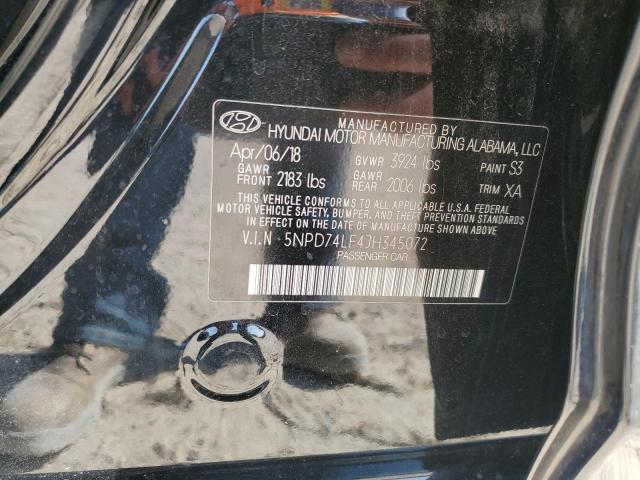 MANUFACTURED BY
HYUNDAI MOTOR MANUFACTURING ALABAMA, LLC
Apr/06/18 GVWR 3924 lbs PAINT S3
GAWR FRONT 2183 lbs GAWR REAR 2006 lbs TRIM XA
THIS VEHICLE CONFORMS TO ALL APPLICABLE U.S.A. FEDERAL
MOTOR VEHICLE SAFETY, BUMPER, AND THEFT PREVENTION STANDARDS
IN EFFECT ON THE DATE OF MANUFACTURE SHOWN ABOVE.
V.I.N - 5NPD74LF4JH345072
PASSENGER CAR